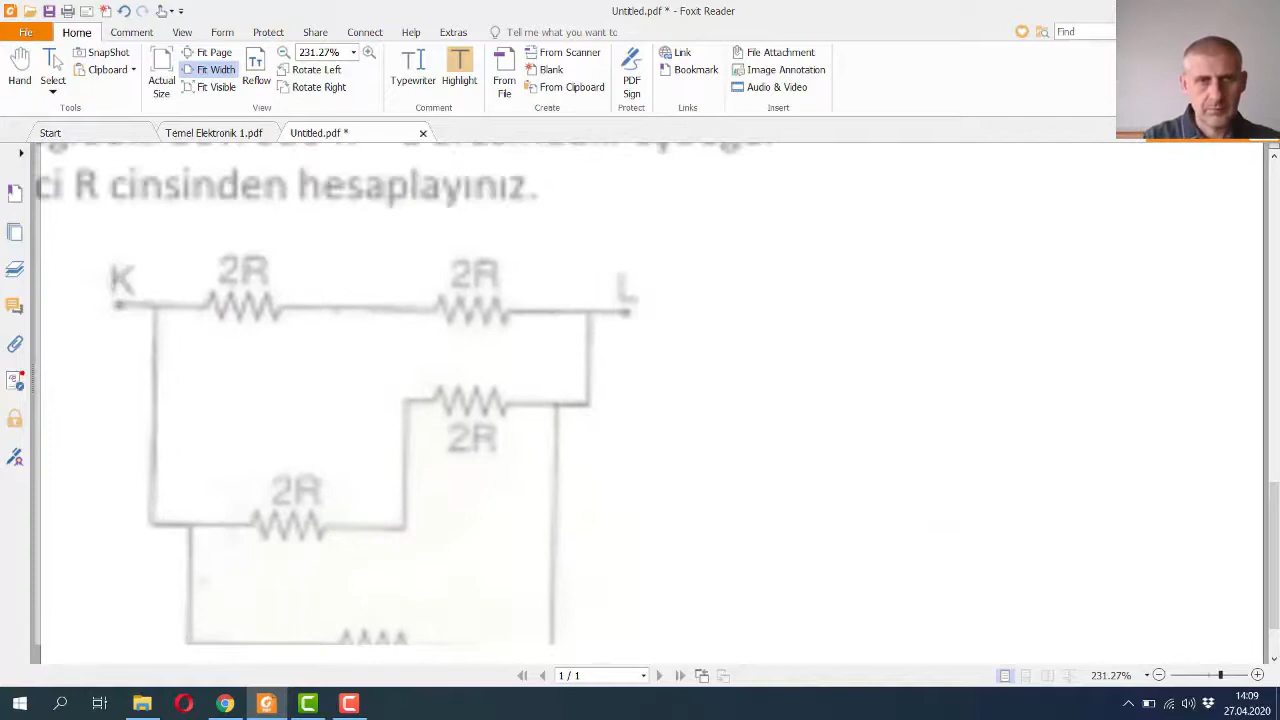 Untitled.pdf * - Foxit Reader
File Home Comment View Form Protect Share Connect Help Extras Tell me what you want to Find
Hand
Select
SnapShot
Clipboard
Tools
Actual
Size
Fit Page
Fit Width
Fit Visible
Reflow
231.27%
Rotate Left
Rotate Right
View
Typewriter
Highlight
Comment
From
File
From Scanner
Blank
From Clipboard
Create
PDF
Sign
Protect
Link
Bookmark
Links
File Attachment
Image Annotation
Audio & Video
Insert
Start Temel Elektronik 1.pdf Untitled.pdf *
ci R cinsinden hesaplayınız.
K 2R 2R L
2R
2R
1 / 1 231.27%
14:09
27.04.2020